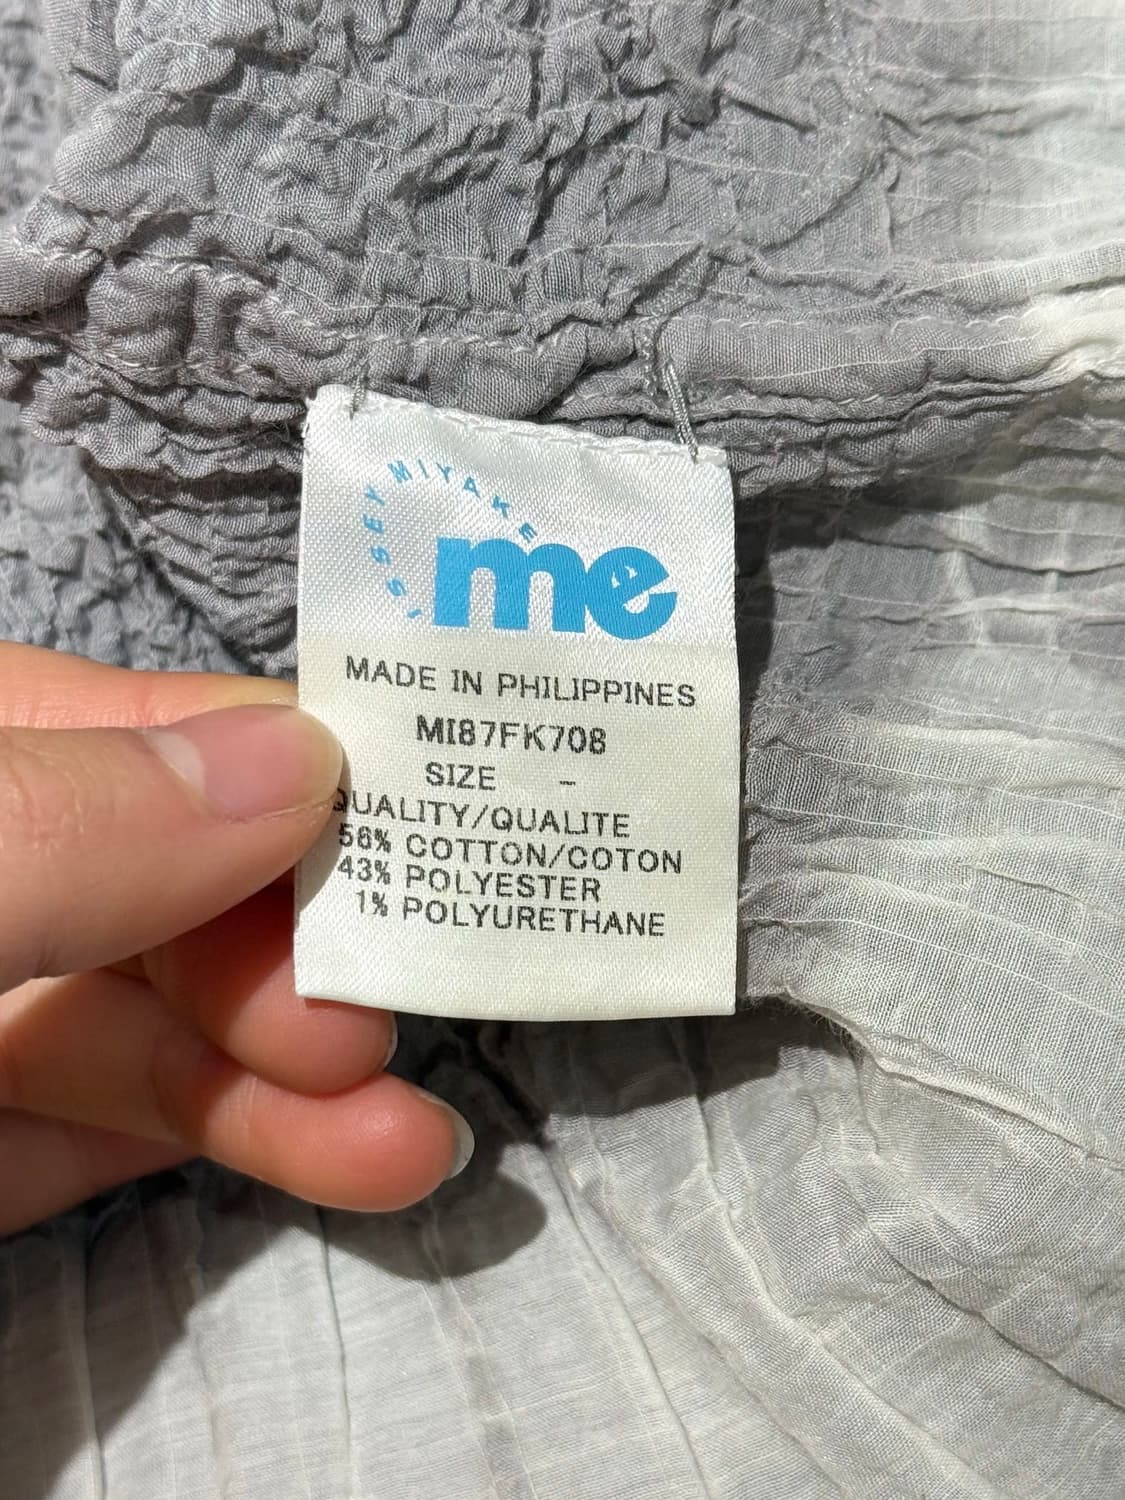 ISSEY MIYAKE
me
MADE IN PHILIPPINES
MI87FK708
SIZE -
QUALITY/QUALITE
56% COTTON/COTON
43% POLYESTER
1% POLYURETHANE